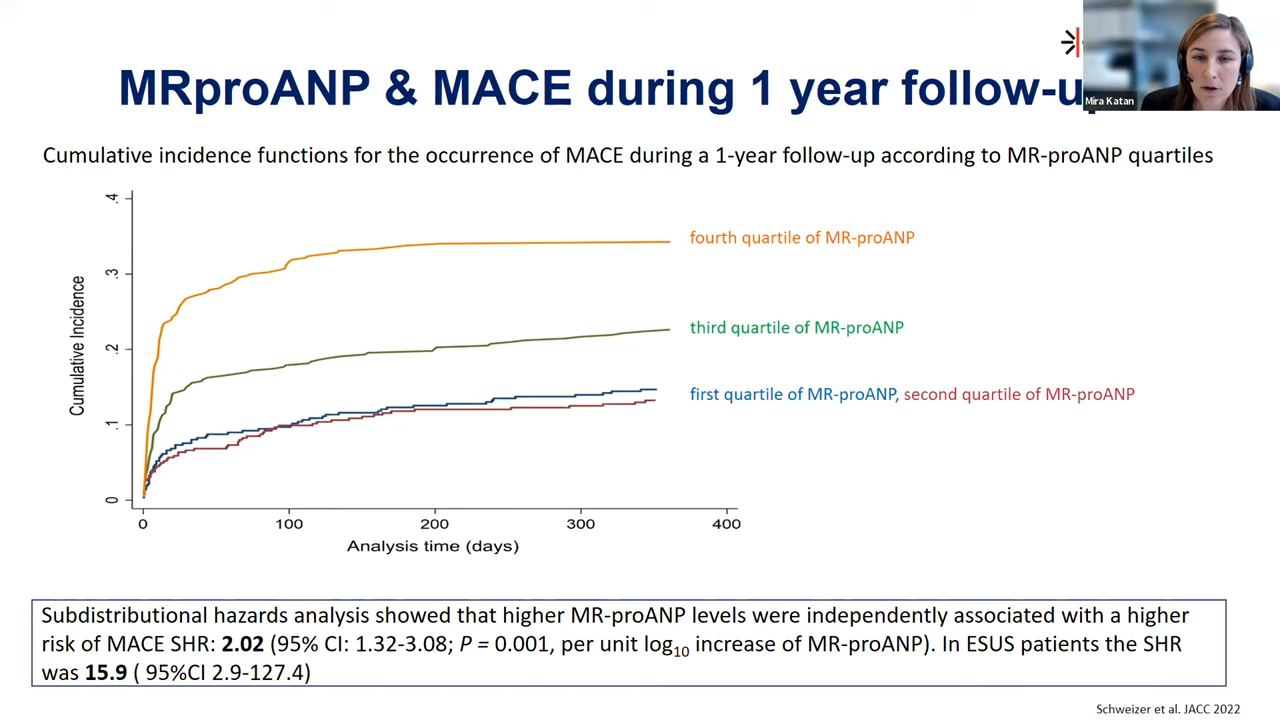 MRproANP & MACE during 1 year follow-up
Mira Katan
Cumulative incidence functions for the occurrence of MACE during a 1-year follow-up according to MR-proANP quartiles
.4
.3
.2
.1
0
Cumulative Incidence
fourth quartile of MR-proANP
third quartile of MR-proANP
first quartile of MR-proANP, second quartile of MR-proANP
0 100 200 300 400
Analysis time (days)
Subdistributional hazards analysis showed that higher MR-proANP levels were independently associated with a higher
risk of MACE SHR: 2.02 (95% CI: 1.32-3.08; P = 0.001, per unit log10 increase of MR-proANP). In ESUS patients the SHR
was 15.9 ( 95%CI 2.9-127.4)
Schweizer et al. JACC 2022